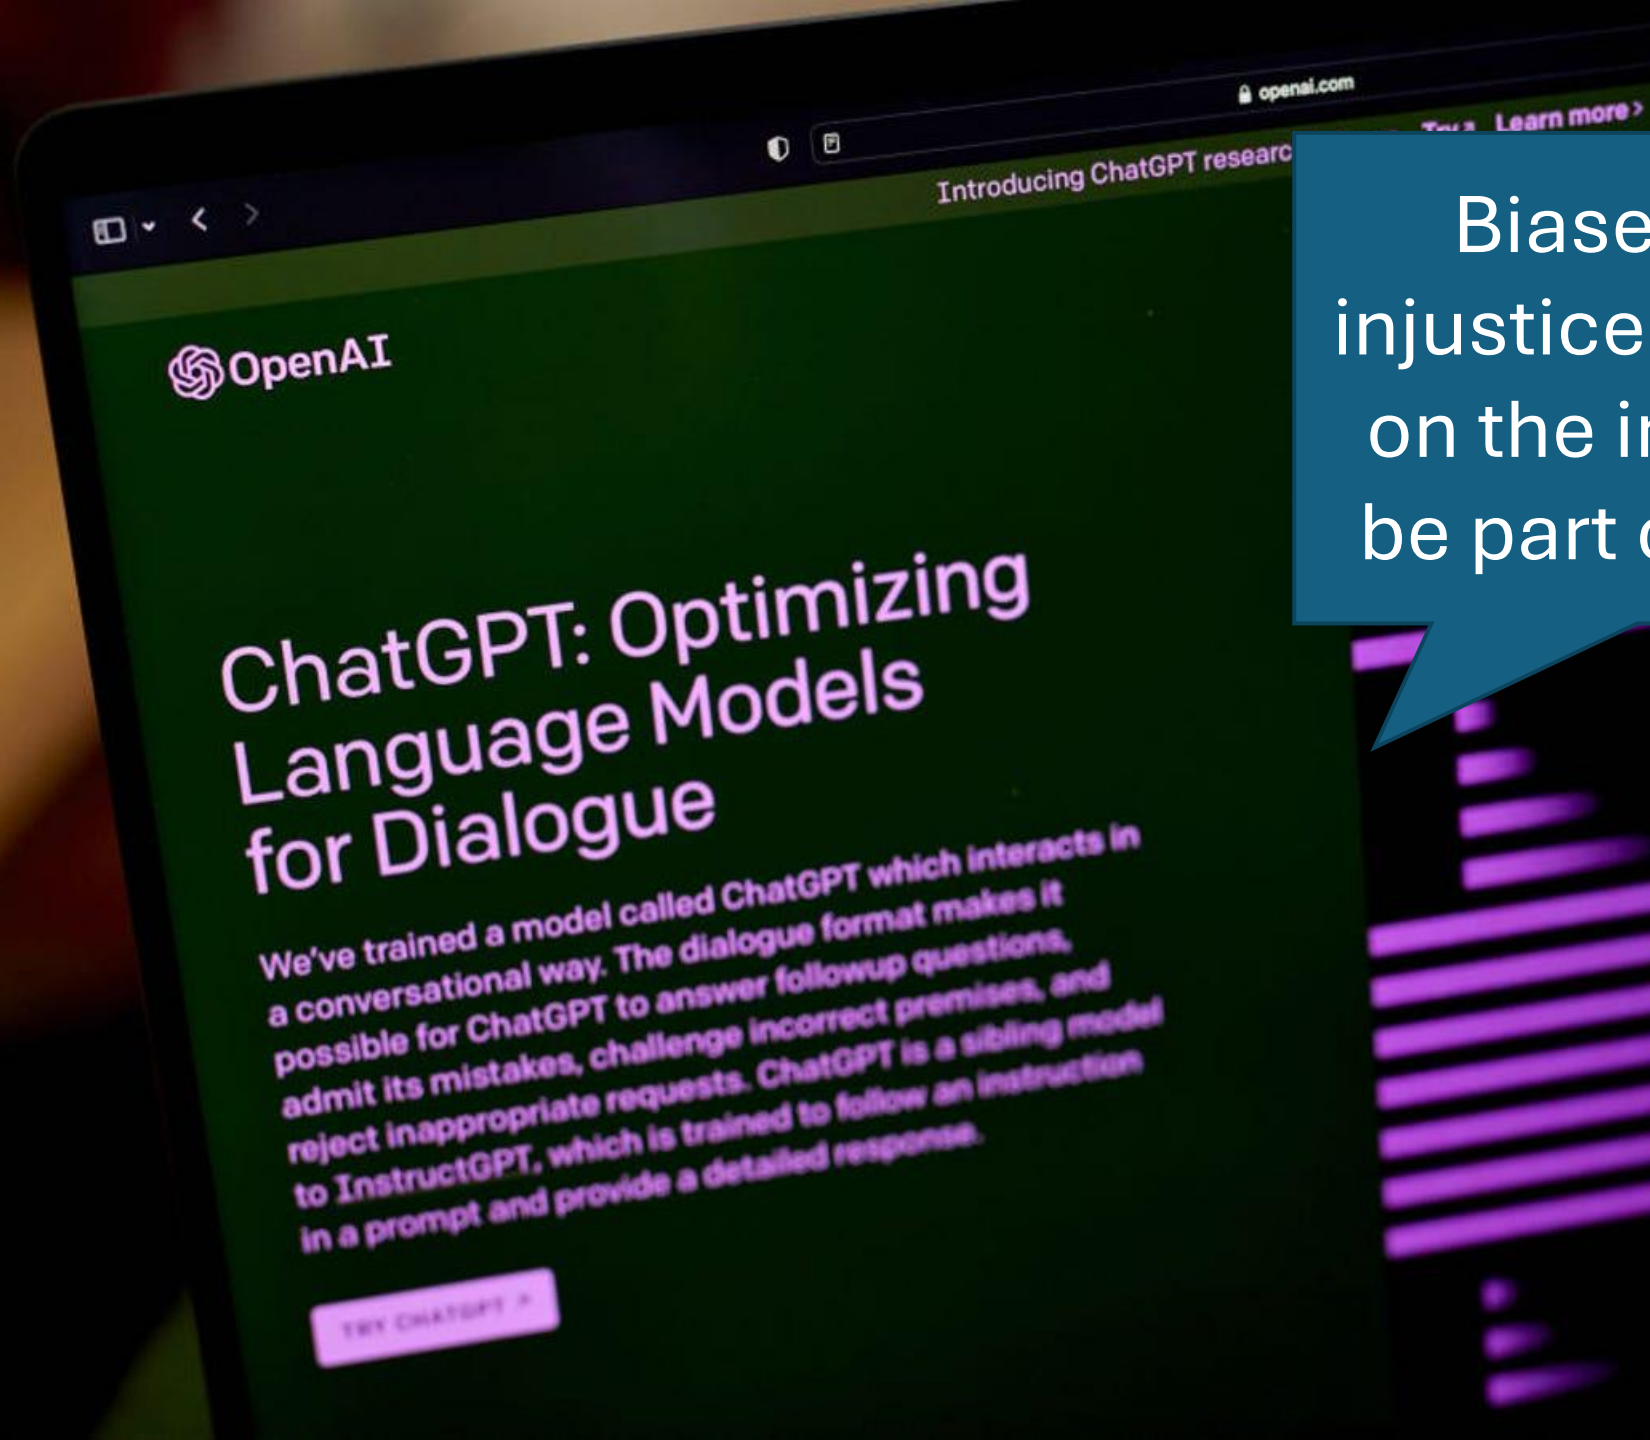 openai.com
Introducing ChatGPT researc
Learn more >
OpenAI
ChatGPT: Optimizing
Language Models
for Dialogue
We've trained a model called ChatGPT which interacts in
a conversational way. The dialogue format makes it
possible for ChatGPT to answer followup questions,
admit its mistakes, challenge incorrect premises, and
reject inappropriate requests. ChatGPT is a sibling model
to InstructGPT, which is trained to follow an instruction
in a prompt and provide a detailed response.
TRY CHATGPT ↗
Biase
injustice
on the in
be part